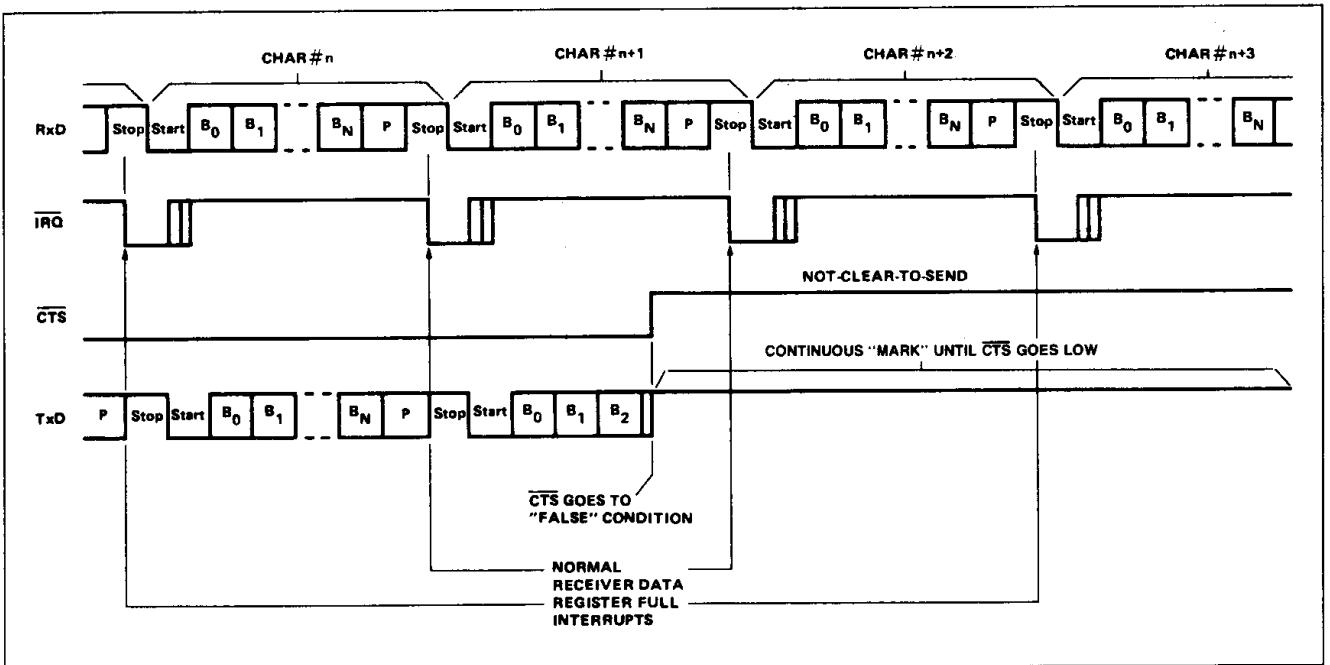 CHAR#n CHAR#n+1 CHAR#n+2 CHAR#n+3
RxD Stop Start B0 B1 BN P Stop Start B0 B1 BN P Stop Start B0 B1 BN P Stop Start B0 B1 BN
IRQ
NOT-CLEAR-TO-SEND
CTS
CONTINUOUS "MARK" UNTIL CTS GOES LOW
TxD P Stop Start B0 B1 BN P Stop Start B0 B1 B2
CTS GOES TO
"FALSE" CONDITION
NORMAL
RECEIVER DATA
REGISTER FULL
INTERRUPTS